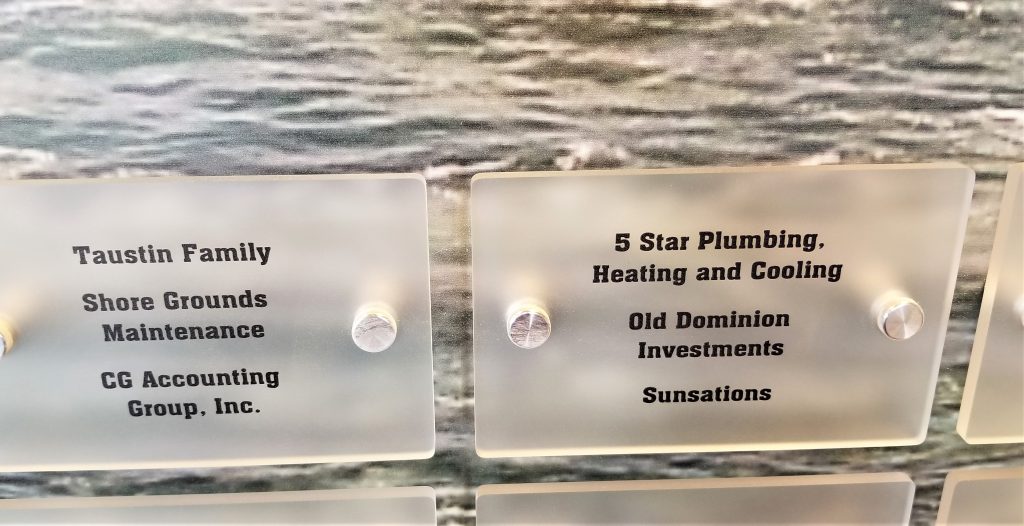 Taustin Family
Shore Grounds
Maintenance
CG Accounting
Group, Inc.
5 Star Plumbing,
Heating and Cooling
Old Dominion
Investments
Sunsations